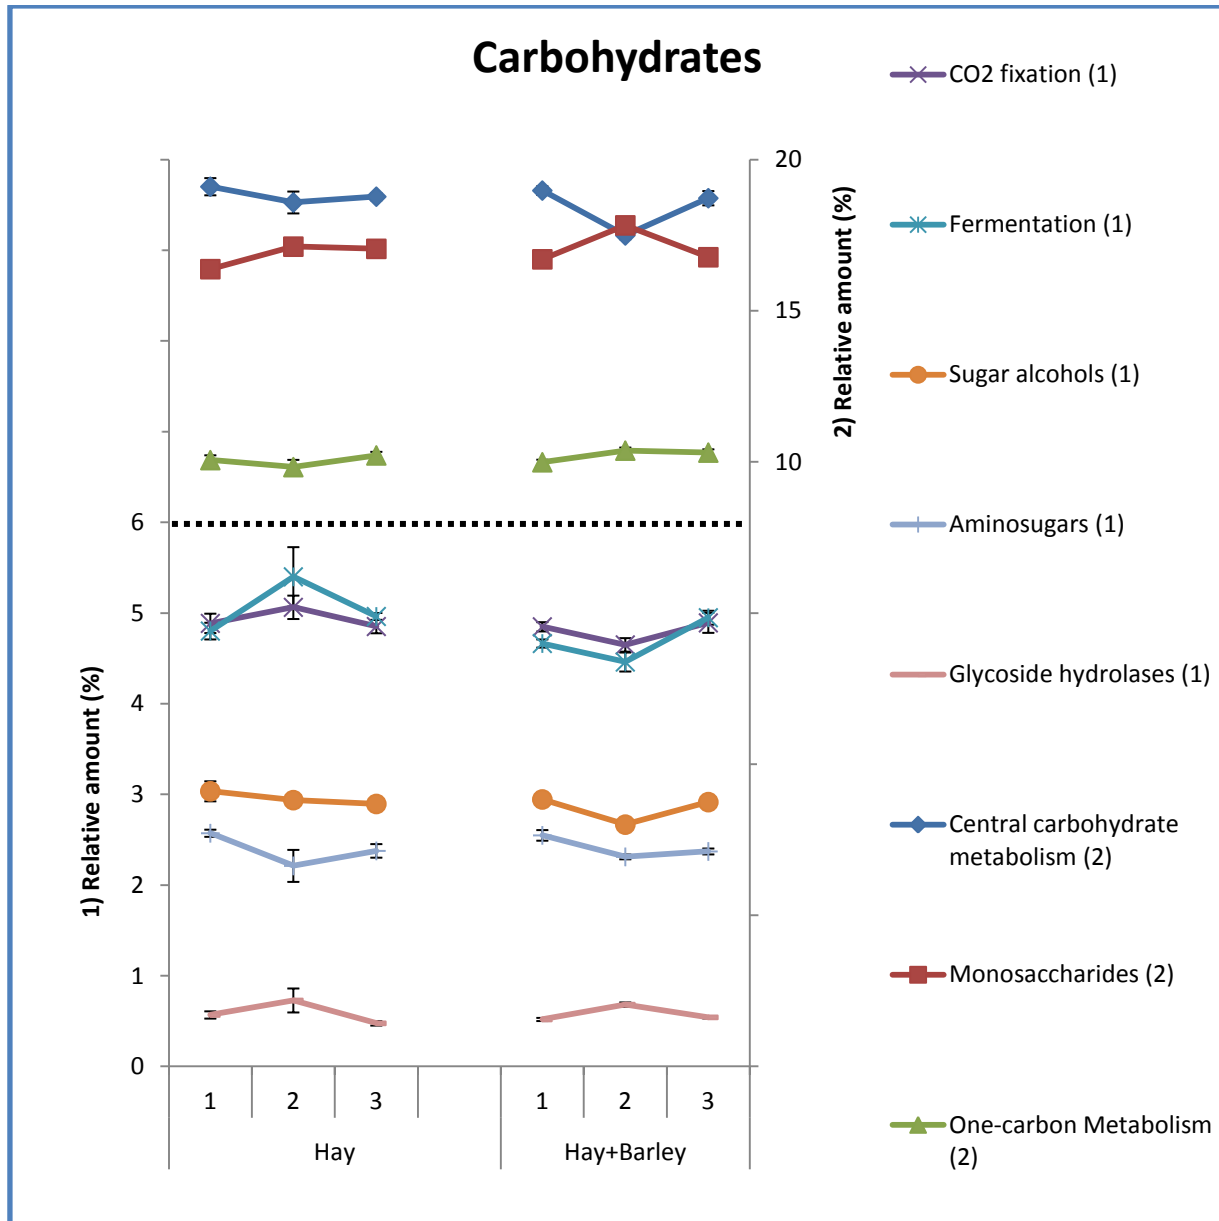 Carbohydrates
CO2 fixation (1)
Fermentation (1)
Sugar alcohols (1)
Aminosugars (1)
Glycoside hydrolases (1)
Central carbohydrate
metabolism (2)
Monosaccharides (2)
One-carbon Metabolism
(2)
1) Relative amount (%)
6
5
4
3
2
1
0
2) Relative amount (%)
20
15
10
1 2 3 1 2 3
Hay Hay+Barley